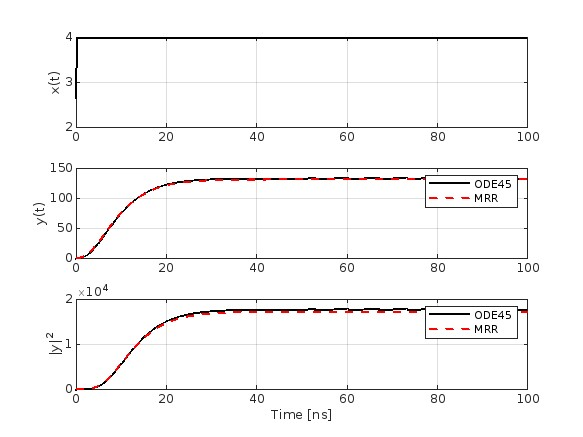 4
3
2
x(t)
0 20 40 60 80 100
150
100
50
0
y(t)
ODE45
MRR
0 20 40 60 80 100
×10^4
2
1
0
|y|^2
ODE45
MRR
0 20 40 60 80 100
Time [ns]